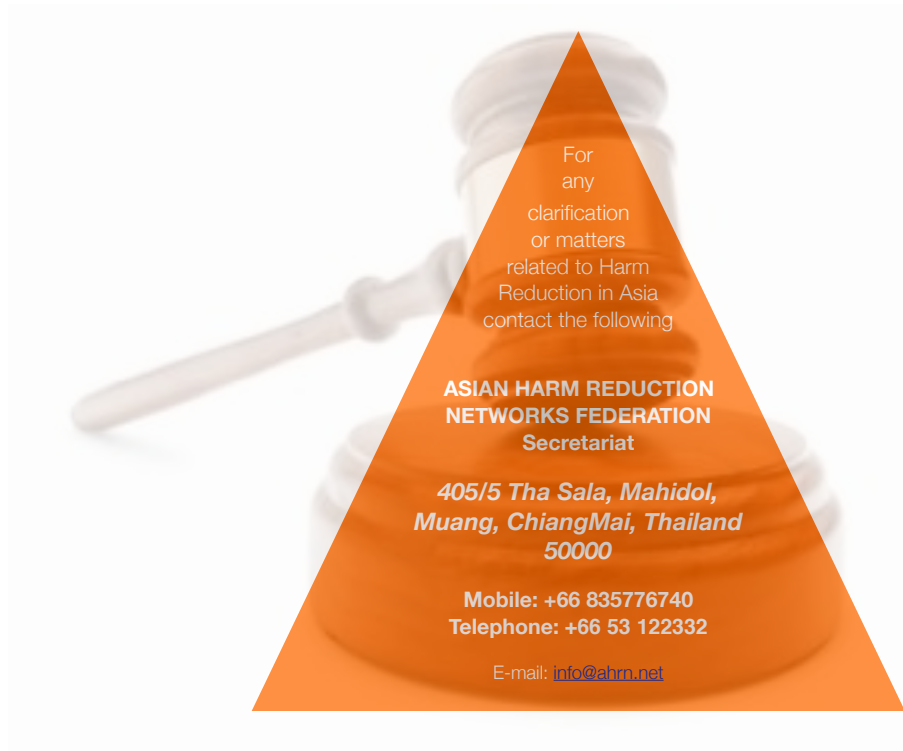 For
any
clarification
or matters
related to Harm
Reduction in Asia
contact the following
ASIAN HARM REDUCTION
NETWORKS FEDERATION
Secretariat
405/5 Tha Sala, Mahidol,
Muang, ChiangMai, Thailand
50000
Mobile: +66 835776740
Telephone: +66 53 122332
E-mail: info@ahrn.net